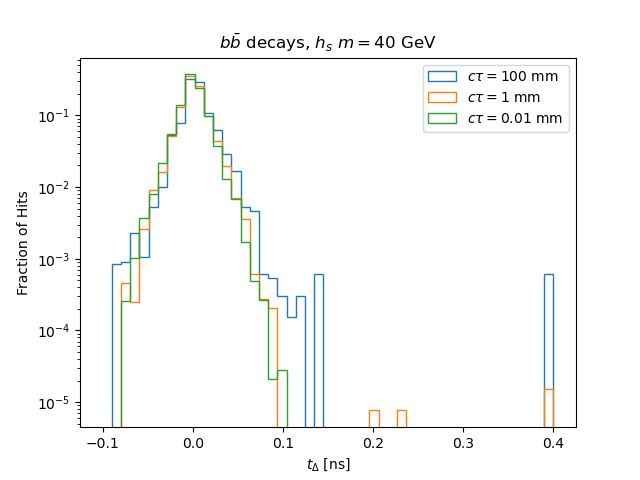 $b\bar{b}$ decays, $h_s$ $m = 40$ GeV
$c\tau = 100$ mm
$c\tau = 1$ mm
$c\tau = 0.01$ mm
Fraction of Hits
$10^{-1}$
$10^{-2}$
$10^{-3}$
$10^{-4}$
$10^{-5}$
−0.1 0.0 0.1 0.2 0.3 0.4
$t_\Delta$ [ns]